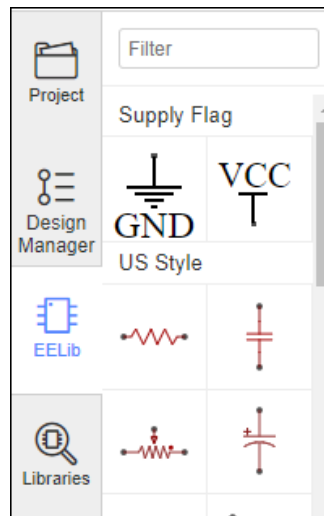 Project
Design
Manager
EELib
Libraries
Filter
Supply Flag
GND
VCC
US Style
+